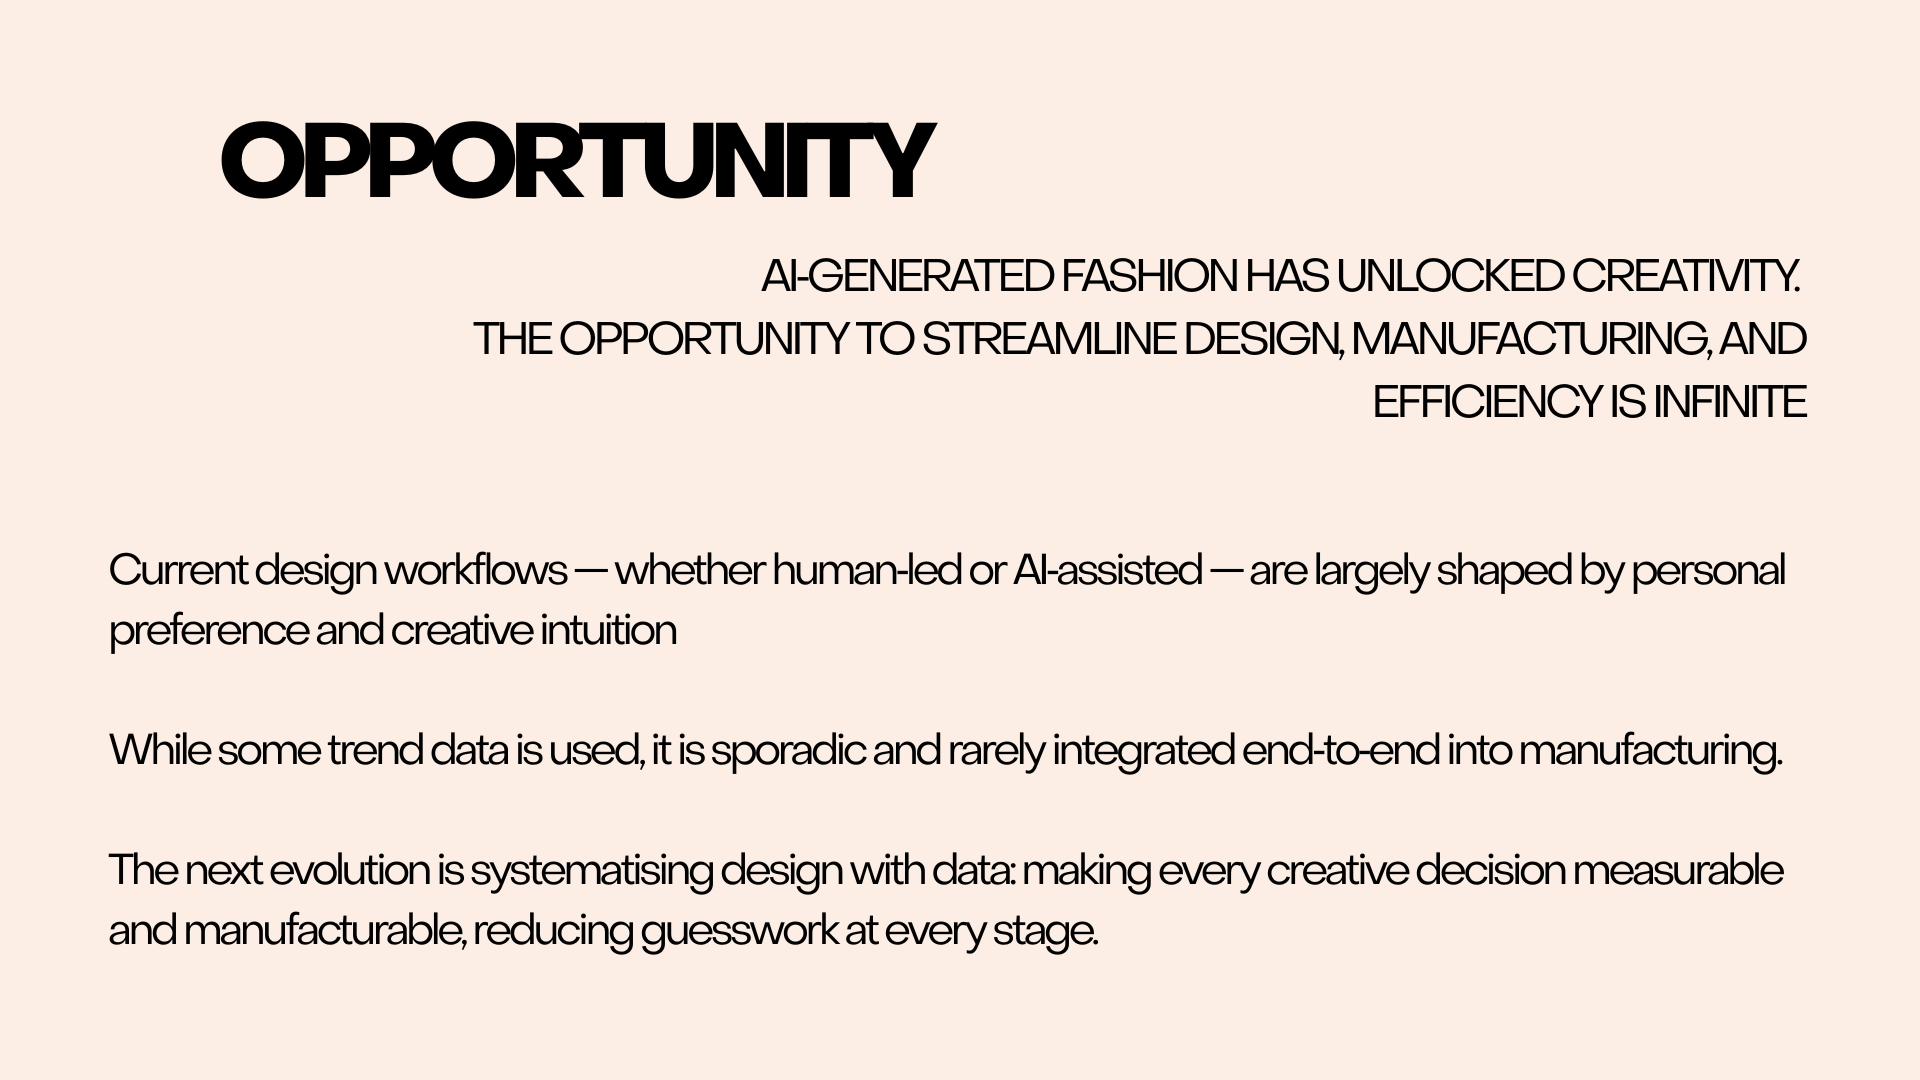 OPPORTUNITY
AI-GENERATED FASHION HAS UNLOCKED CREATIVITY.
THE OPPORTUNITY TO STREAMLINE DESIGN, MANUFACTURING, AND
EFFICIENCY IS INFINITE
Current design workflows — whether human-led or AI-assisted — are largely shaped by personal
preference and creative intuition
While some trend data is used, it is sporadic and rarely integrated end-to-end into manufacturing.
The next evolution is systematising design with data: making every creative decision measurable
and manufacturable, reducing guesswork at every stage.